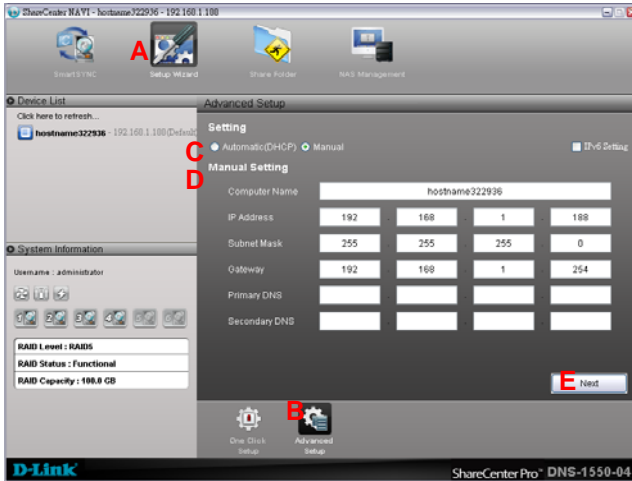 ShareCenter NAVI - hostname322936 - 192.168.1.100
A
SmartSYNC
Setup Wizard
Share Folder
NAS Management
Device List
Click here to refresh...
hostname322936 - 192.168.1.100(Default
Advanced Setup
Setting
C
Automatic(DHCP)
Manual
IPv6 Setting
D
Manual Setting
Computer Name
hostname322936
IP Address
192 . 168 . 1 . 188
Subnet Mask
255 . 255 . 255 . 0
Gateway
192 . 168 . 1 . 254
Primary DNS
Secondary DNS
System Information
Username : administrator
1
2
3
4
RAID Level : RAID5
RAID Status : Functional
RAID Capacity : 100.0 GB
E
Next
B
One Click
Setup
Advanced
Setup
D-Link
ShareCenter Pro™ DNS-1550-04